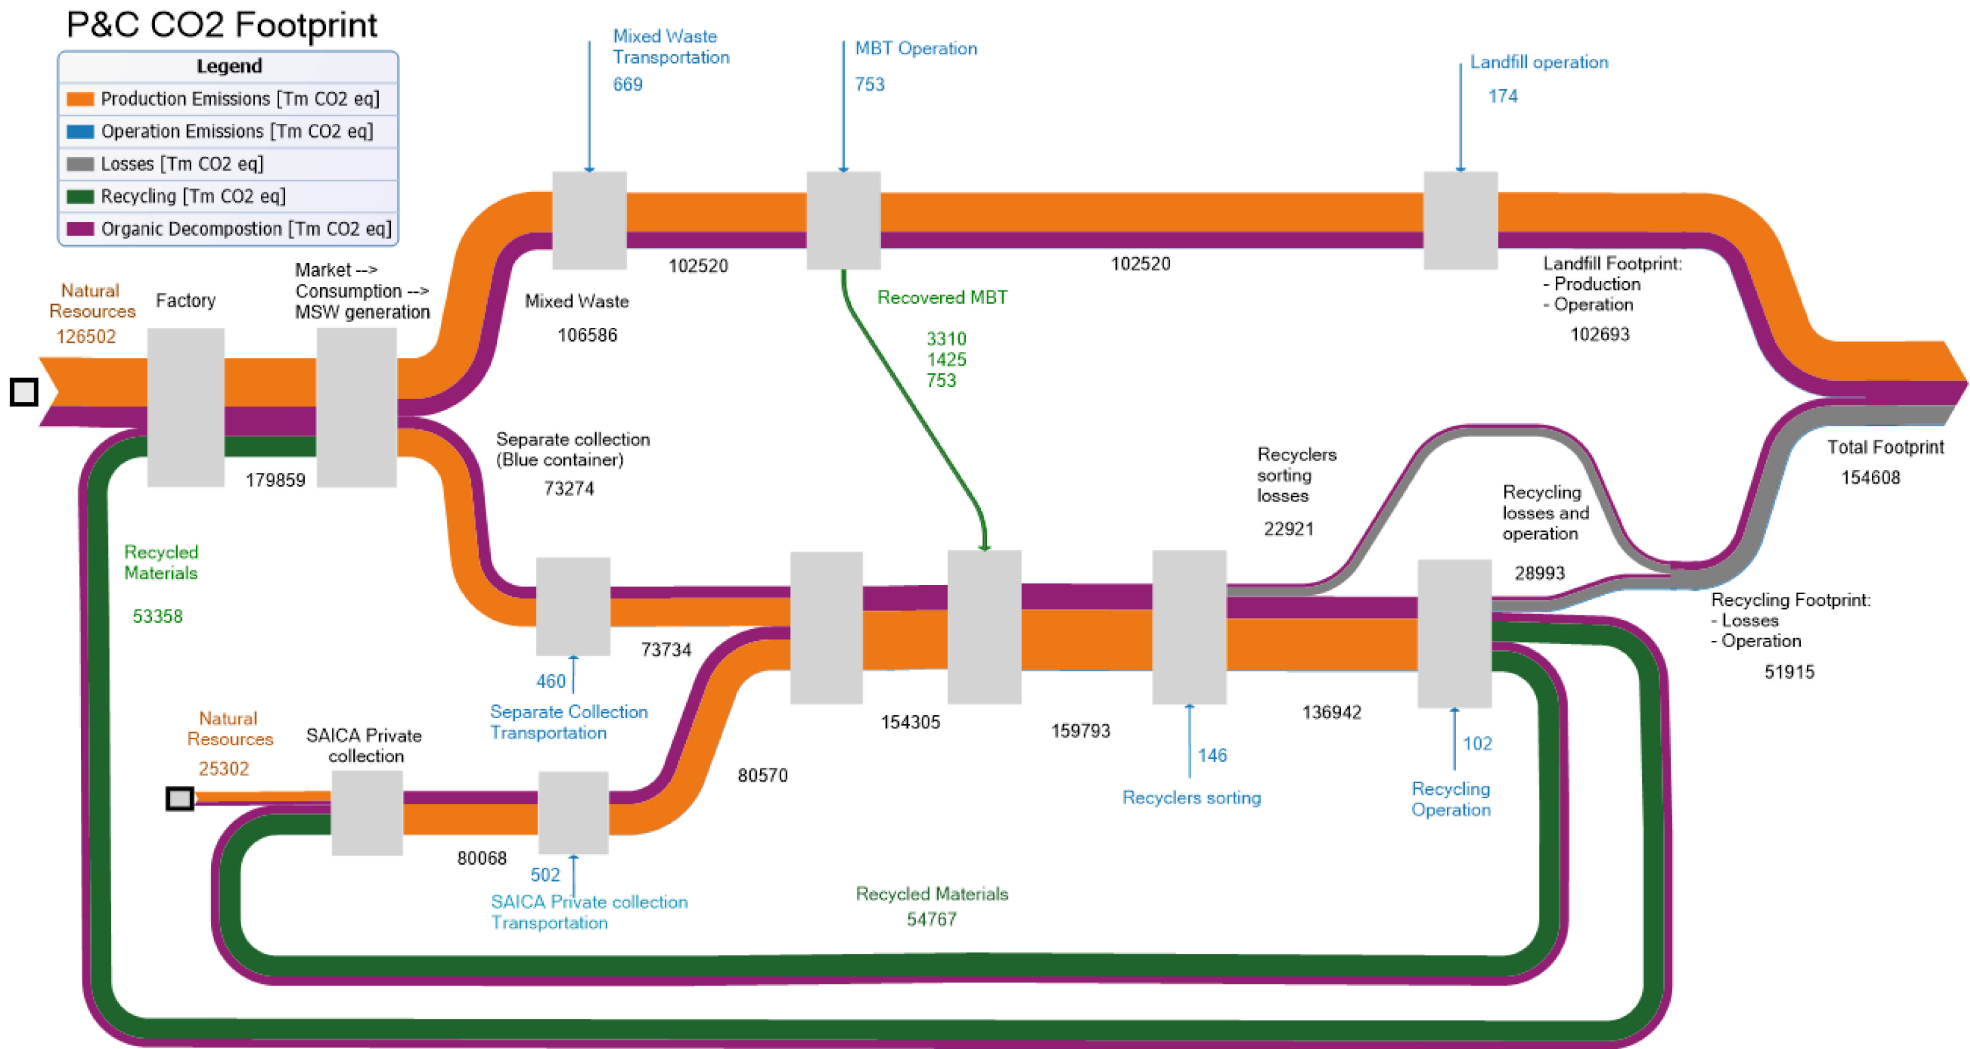 P&C CO2 Footprint
Legend
Production Emissions [Tm CO2 eq]
Operation Emissions [Tm CO2 eq]
Losses [Tm CO2 eq]
Recycling [Tm CO2 eq]
Organic Decompostion [Tm CO2 eq]
Mixed Waste
Transportation
669
MBT Operation
753
Landfill operation
174
Natural
Resources
126502
Factory
Market -->
Consumption -->
MSW generation
179859
Mixed Waste
106586
102520
Recovered MBT
3310
1425
753
102520
Landfill Footprint:
- Production
- Operation
102693
Total Footprint
154608
Separate collection
(Blue container)
73274
Recyclers
sorting
losses
22921
Recycling
losses and
operation
28993
Recycling Footprint:
- Losses
- Operation
51915
Recycled
Materials
53358
460
Separate Collection
Transportation
73734
Natural
Resources
25302
SAICA Private
collection
80068
502
SAICA Private collection
Transportation
80570
154305
159793
146
Recyclers sorting
136942
102
Recycling
Operation
Recycled Materials
54767